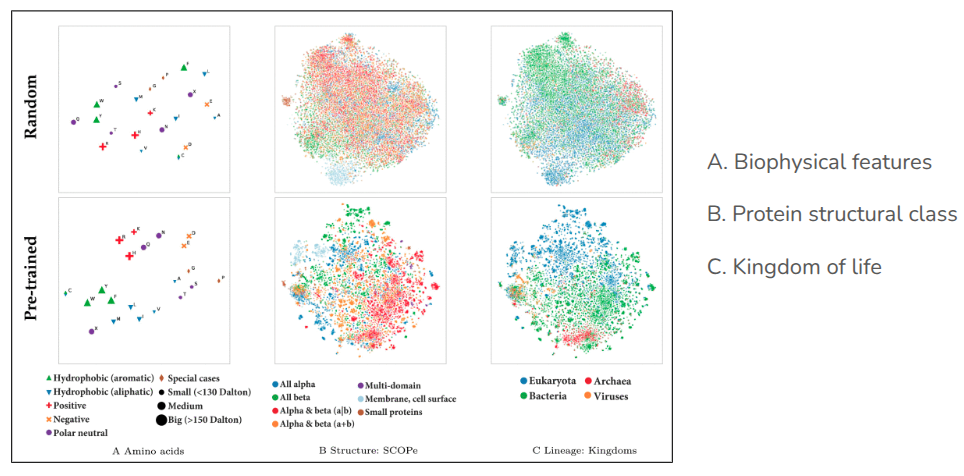 Random
Pre-trained
A. Biophysical features
B. Protein structural class
C. Kingdom of life
Hydrophobic (aromatic)
Hydrophobic (aliphatic)
Positive
Negative
Polar neutral
Special cases
Small (<130 Dalton)
Medium
Big (>150 Dalton)
A Amino acids
All alpha
All beta
Alpha & beta (a|b)
Alpha & beta (a+b)
Multi-domain
Membrane, cell surface
Small proteins
B Structure: SCOPe
Eukaryota
Bacteria
Archaea
Viruses
C Lineage: Kingdoms